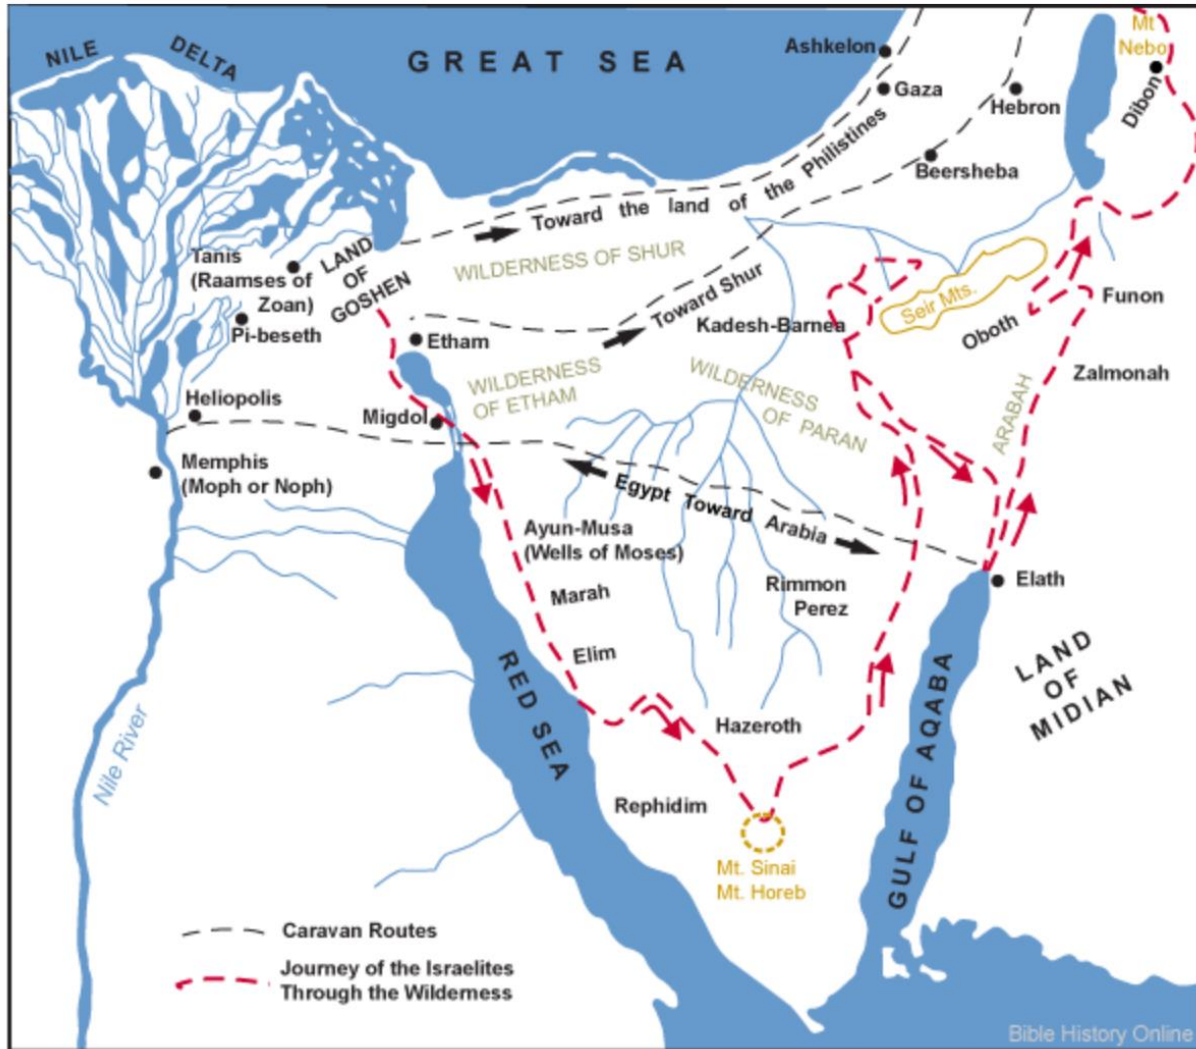 NILE DELTA
GREAT SEA
Mt
Nebo
Ashkelon
Gaza
Hebron
Dibon
Beersheba
Toward the land of the Philistines
Tanis
(Raamses of
Zoan)
LAND
OF
GOSHEN
WILDERNESS OF SHUR
Toward Shur
Seir Mts.
Pi-beseth
Etham
Kadesh-Barnea
Oboth
Funon
WILDERNESS
OF ETHAM
WILDERNESS
OF PARAN
Zalmonah
ARABAH
Heliopolis
Migdol
Memphis
(Moph or Noph)
Egypt Toward Arabia
Ayun-Musa
(Wells of Moses)
Marah
Rimmon
Perez
Elath
Elim
RED SEA
LAND
OF
MIDIAN
GULF OF AQABA
Nile River
Hazeroth
Rephidim
Mt. Sinai
Mt. Horeb
Caravan Routes
Journey of the Israelites
Through the Wilderness
Bible History Online